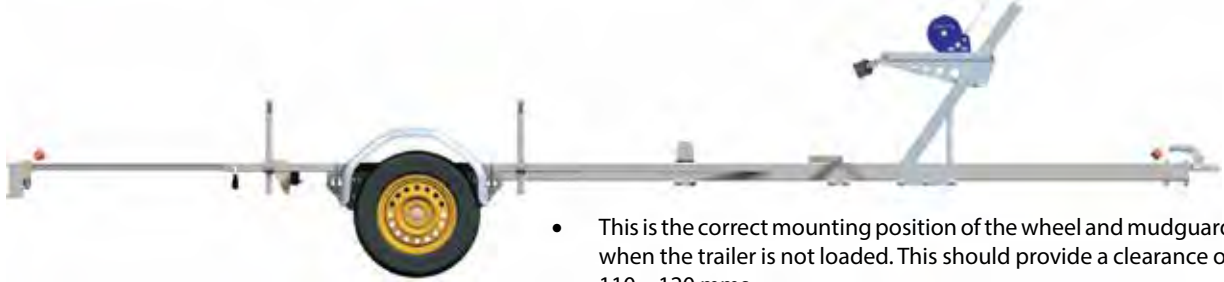 • This is the correct mounting position of the wheel and mudguard
when the trailer is not loaded. This should provide a clearance